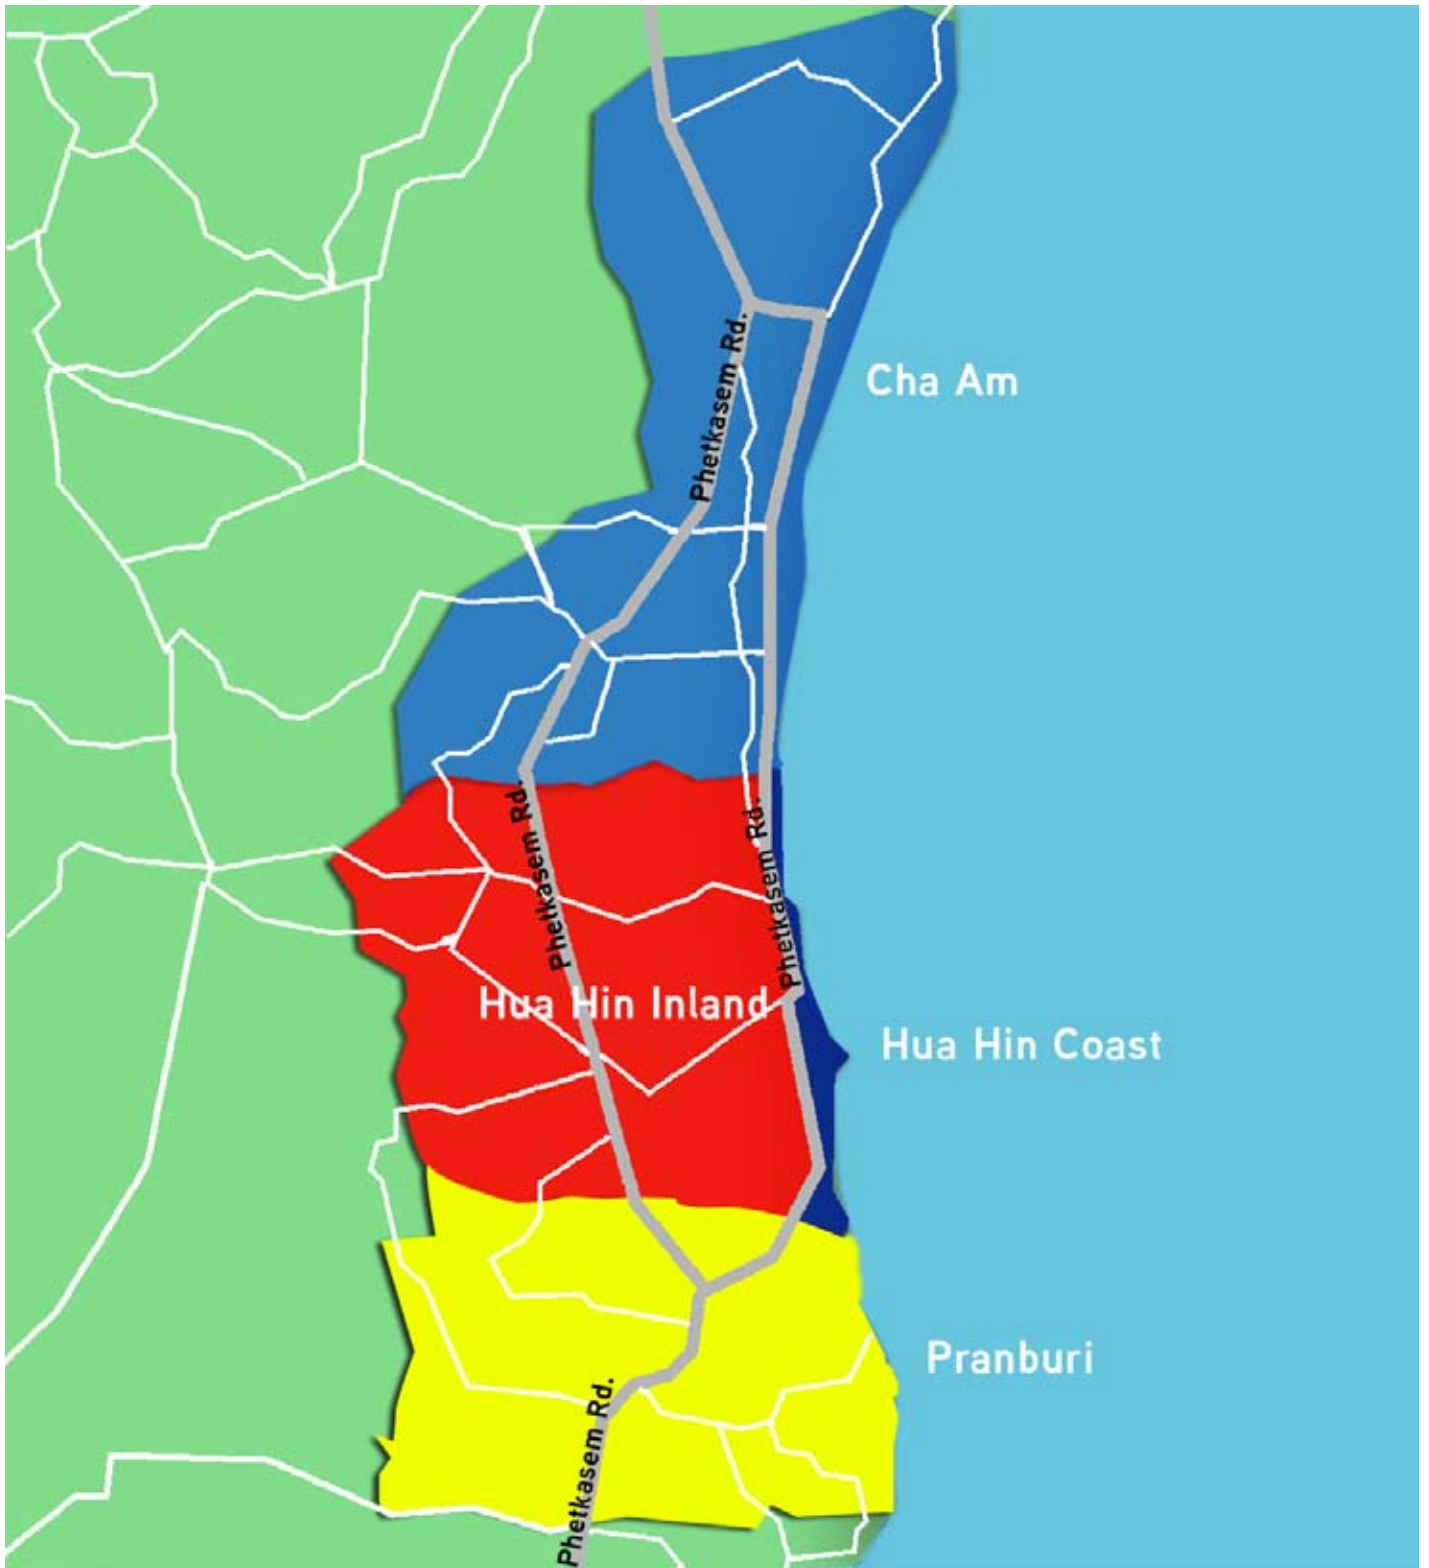 Phetkasem Rd.
Cha Am
Phetkasem Rd.
Phetkasem Rd.
Hua Hin Inland
Hua Hin Coast
Pranburi
Phetkasem Rd.